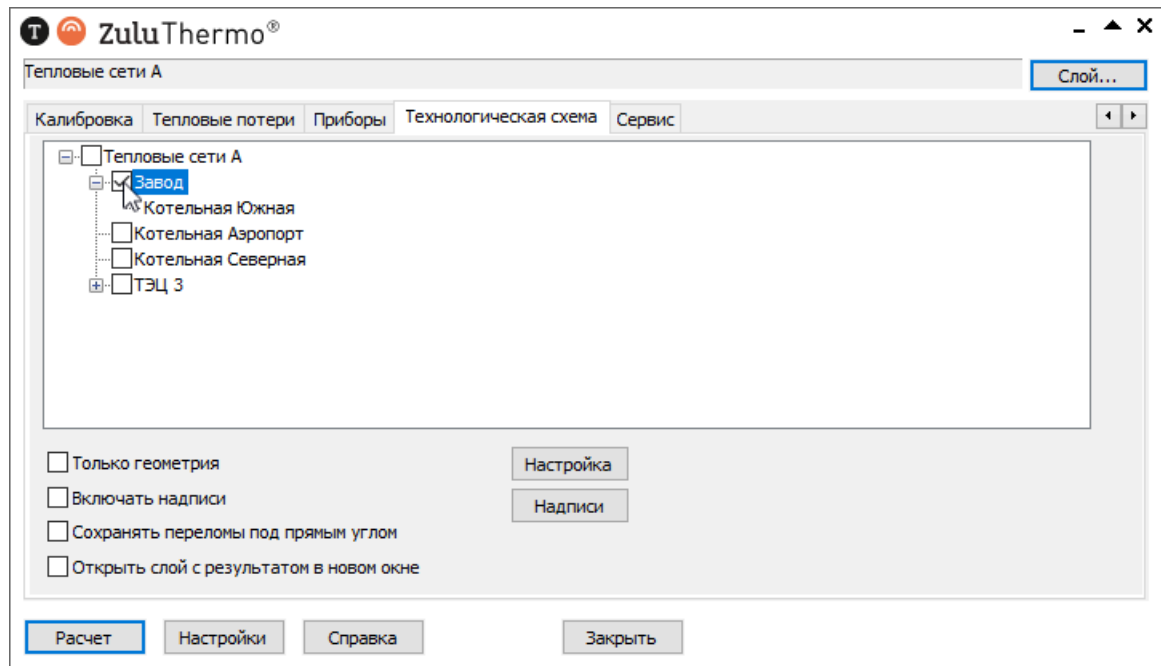 T ZuluThermo®
Тепловые сети А
Слой...
Калибровка Тепловые потери Приборы Технологическая схема Сервис
Тепловые сети А
Завод
Котельная Южная
Котельная Аэропорт
Котельная Северная
ТЭЦ 3
Только геометрия
Настройка
Включать надписи
Надписи
Сохранять переломы под прямым углом
Открыть слой с результатом в новом окне
Расчет Настройки Справка Закрыть